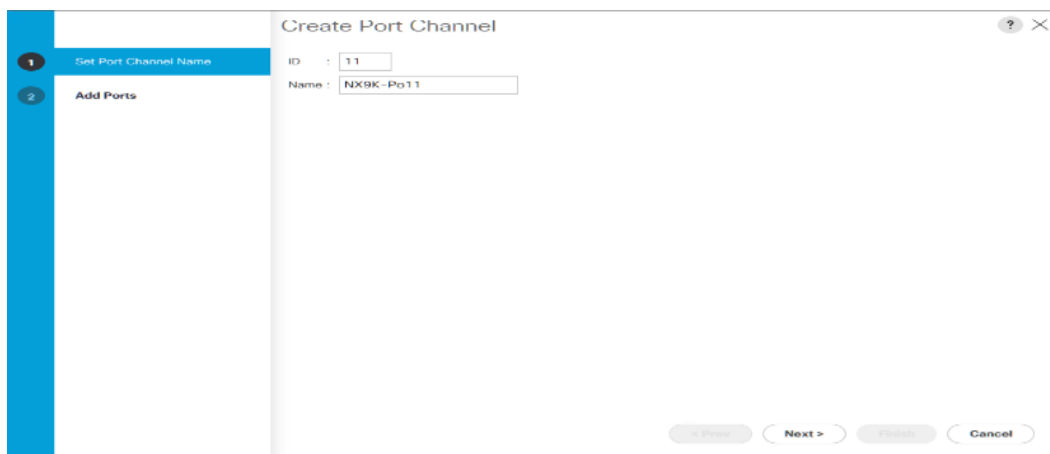 Create Port Channel
?
1 Set Port Channel Name
2 Add Ports
ID : 11
Name : NX9K-Po11
< Prev Next > Finish Cancel